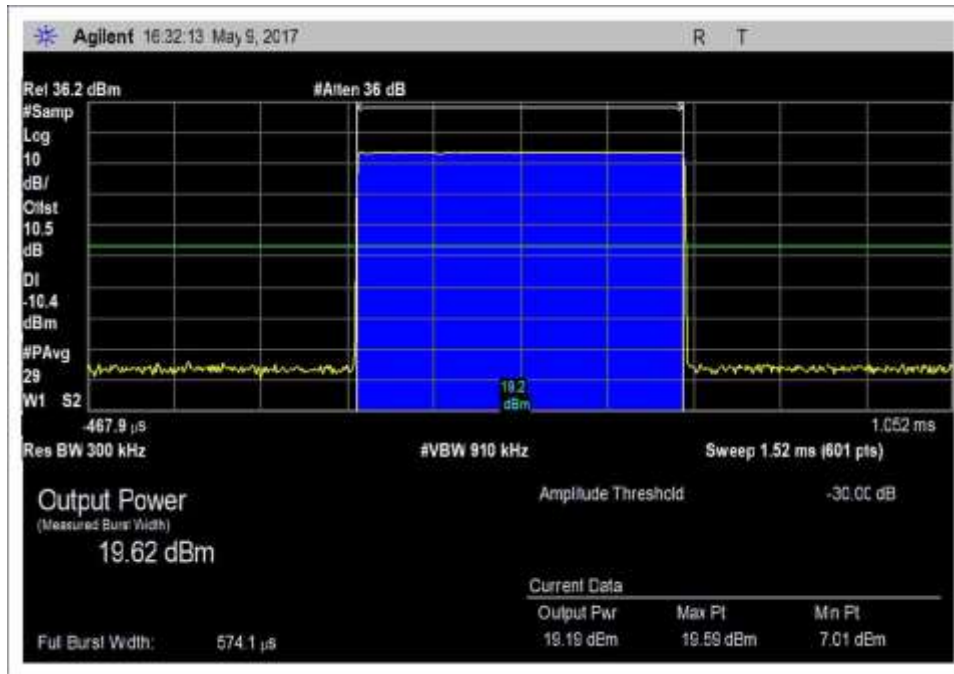 Agilent 16:32:13 May 9, 2017 R T
Ref 36.2 dBm #Atten 36 dB
#Samp
Log
10
dB/
Offst
10.5
dB
DI
-10.4
dBm
#PAvg
29
W1 S2
19.2
dBm
-467.9 µs 1.052 ms
Res BW 300 kHz #VBW 910 kHz Sweep 1.52 ms (601 pts)
Output Power Amplitude Threshold -30.00 dB
(Measured Burst Width)
19.62 dBm
Current Data
Output Pwr Max Pt Min Pt
Full Burst Width: 574.1 µs 19.19 dBm 19.59 dBm 7.01 dBm